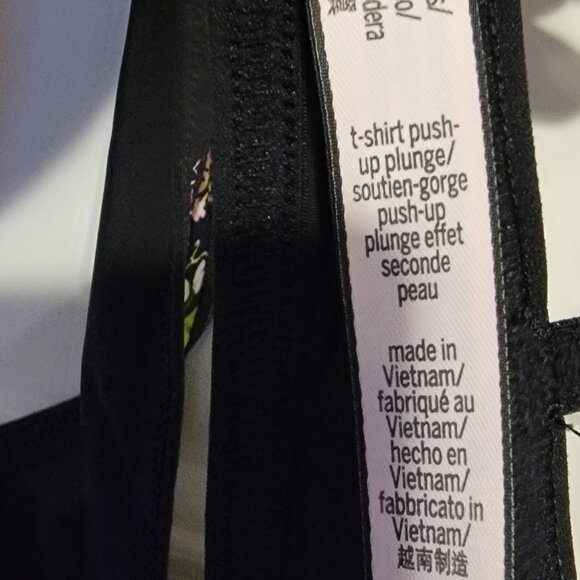 o/
dera
t-shirt push-
up plunge/
soutien-gorge
push-up
plunge effet
seconde
peau
made in
Vietnam/
fabriqué au
Vietnam/
hecho en
Vietnam/
fabbricato in
Vietnam/
越南制造